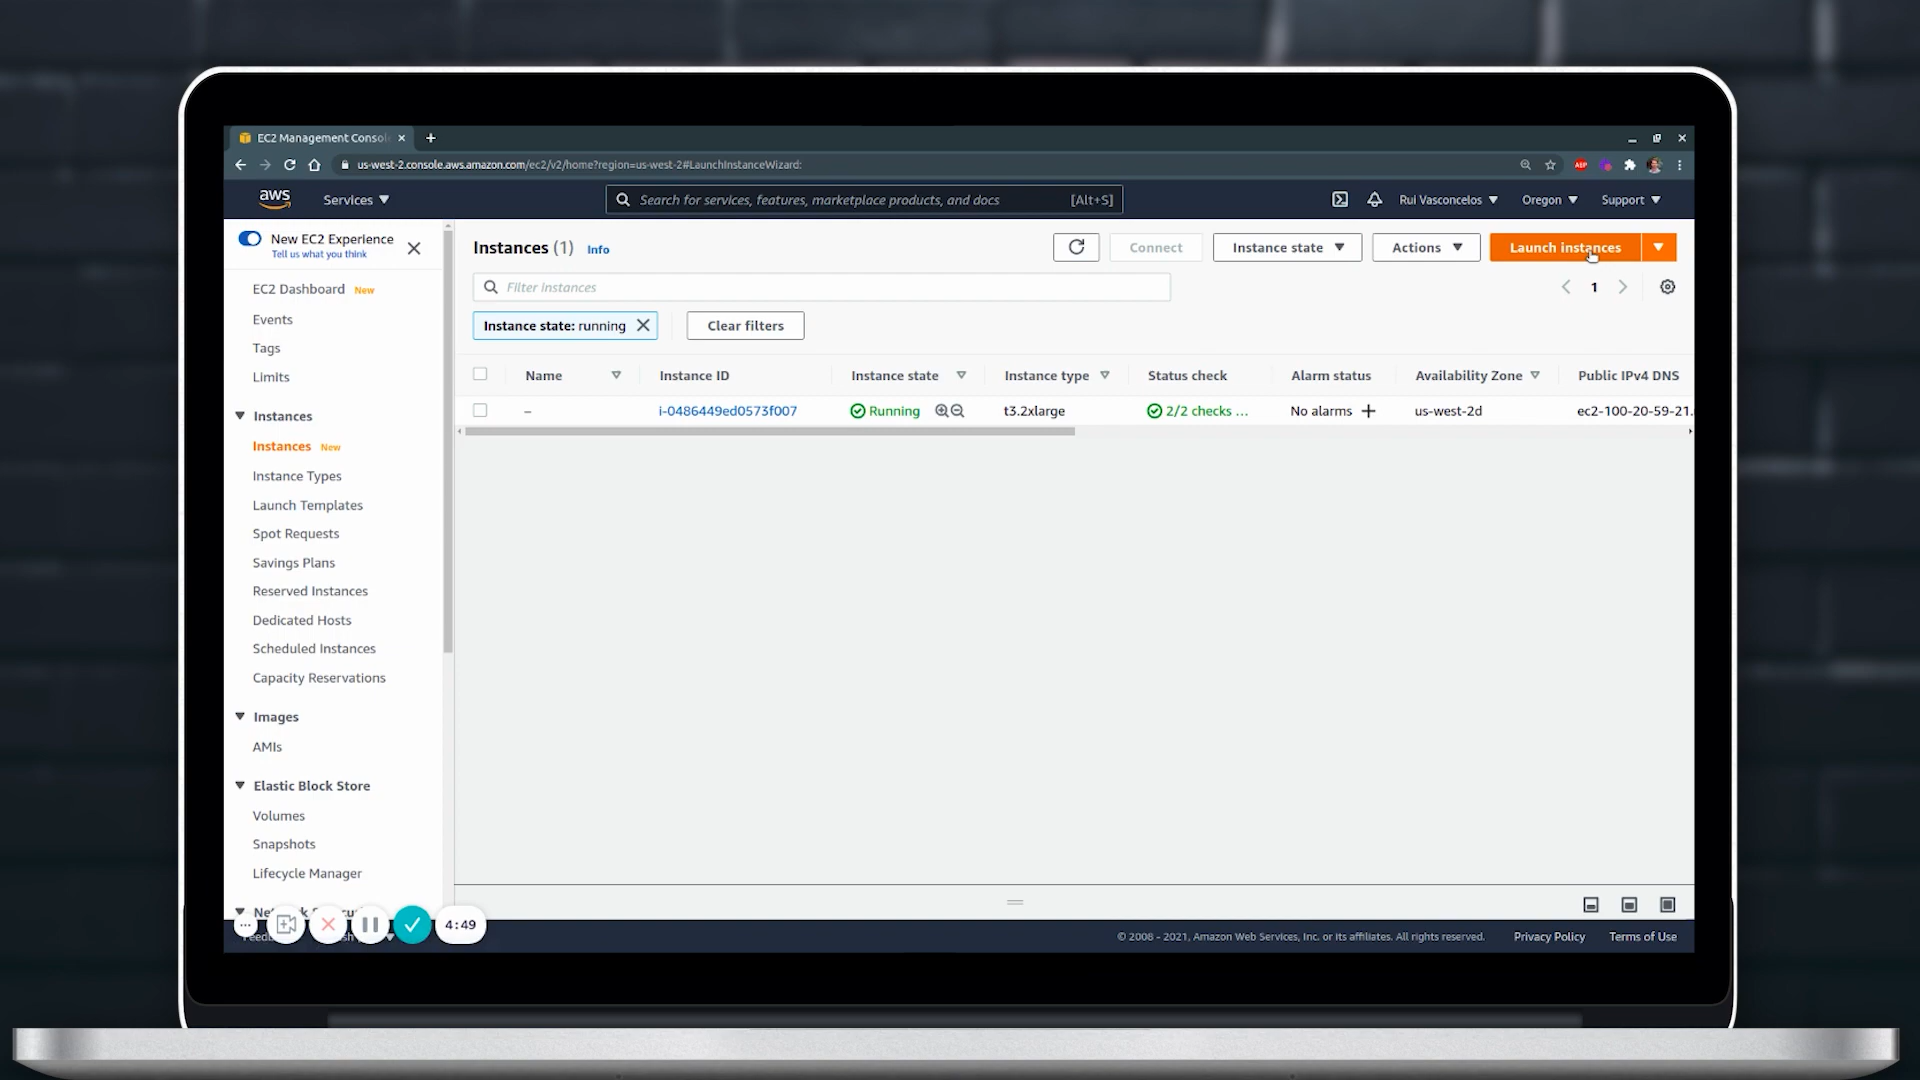 EC2 Management Consol
us-west-2.console.aws.amazon.com/ec2/v2/home?region=us-west-2#LaunchInstanceWizard:
ABP
aws
Services
Search for services, features, marketplace products, and docs
[Alt+S]
Rui Vasconcelos
Oregon
Support
New EC2 Experience
Tell us what you think
EC2 Dashboard New
Events
Tags
Limits
Instances
Instances New
Instance Types
Launch Templates
Spot Requests
Savings Plans
Reserved Instances
Dedicated Hosts
Scheduled Instances
Capacity Reservations
Images
AMIs
Elastic Block Store
Volumes
Snapshots
Lifecycle Manager
Instances (1) Info
Connect
Instance state
Actions
Launch instances
Filter instances
1
Instance state: running
Clear filters
Name Instance ID Instance state Instance type Status check Alarm status Availability Zone Public IPv4 DNS
– i-0486449ed0573f007 Running t3.2xlarge 2/2 checks ... No alarms + us-west-2d ec2-100-20-59-21.
4:49
© 2008 - 2021, Amazon Web Services, Inc. or its affiliates. All rights reserved.
Privacy Policy
Terms of Use